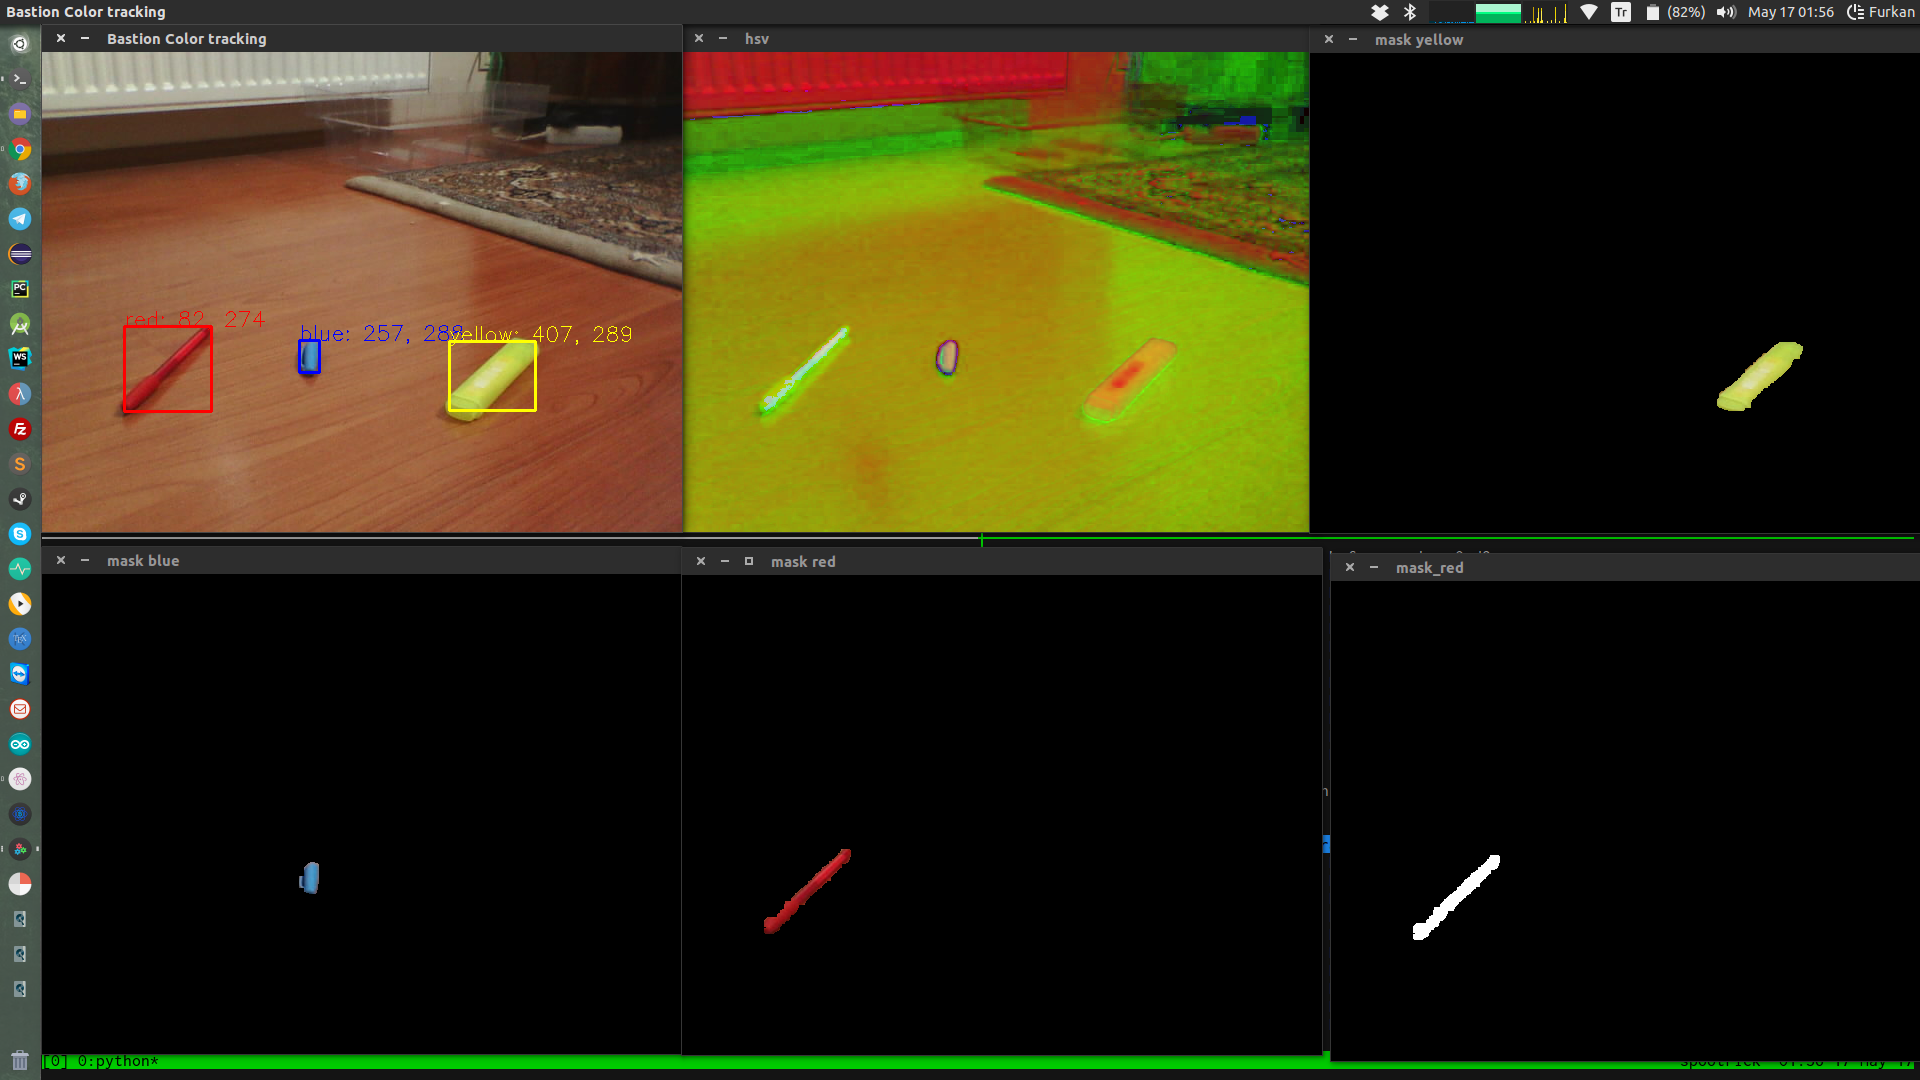 Bastion Color tracking
Tr (82%) May 17 01:56 Furkan
Bastion Color tracking
hsv
mask yellow
red: 82, 274
blue: 257, 288
yellow: 407, 289
mask blue
mask red
mask_red
[0] 0:python*